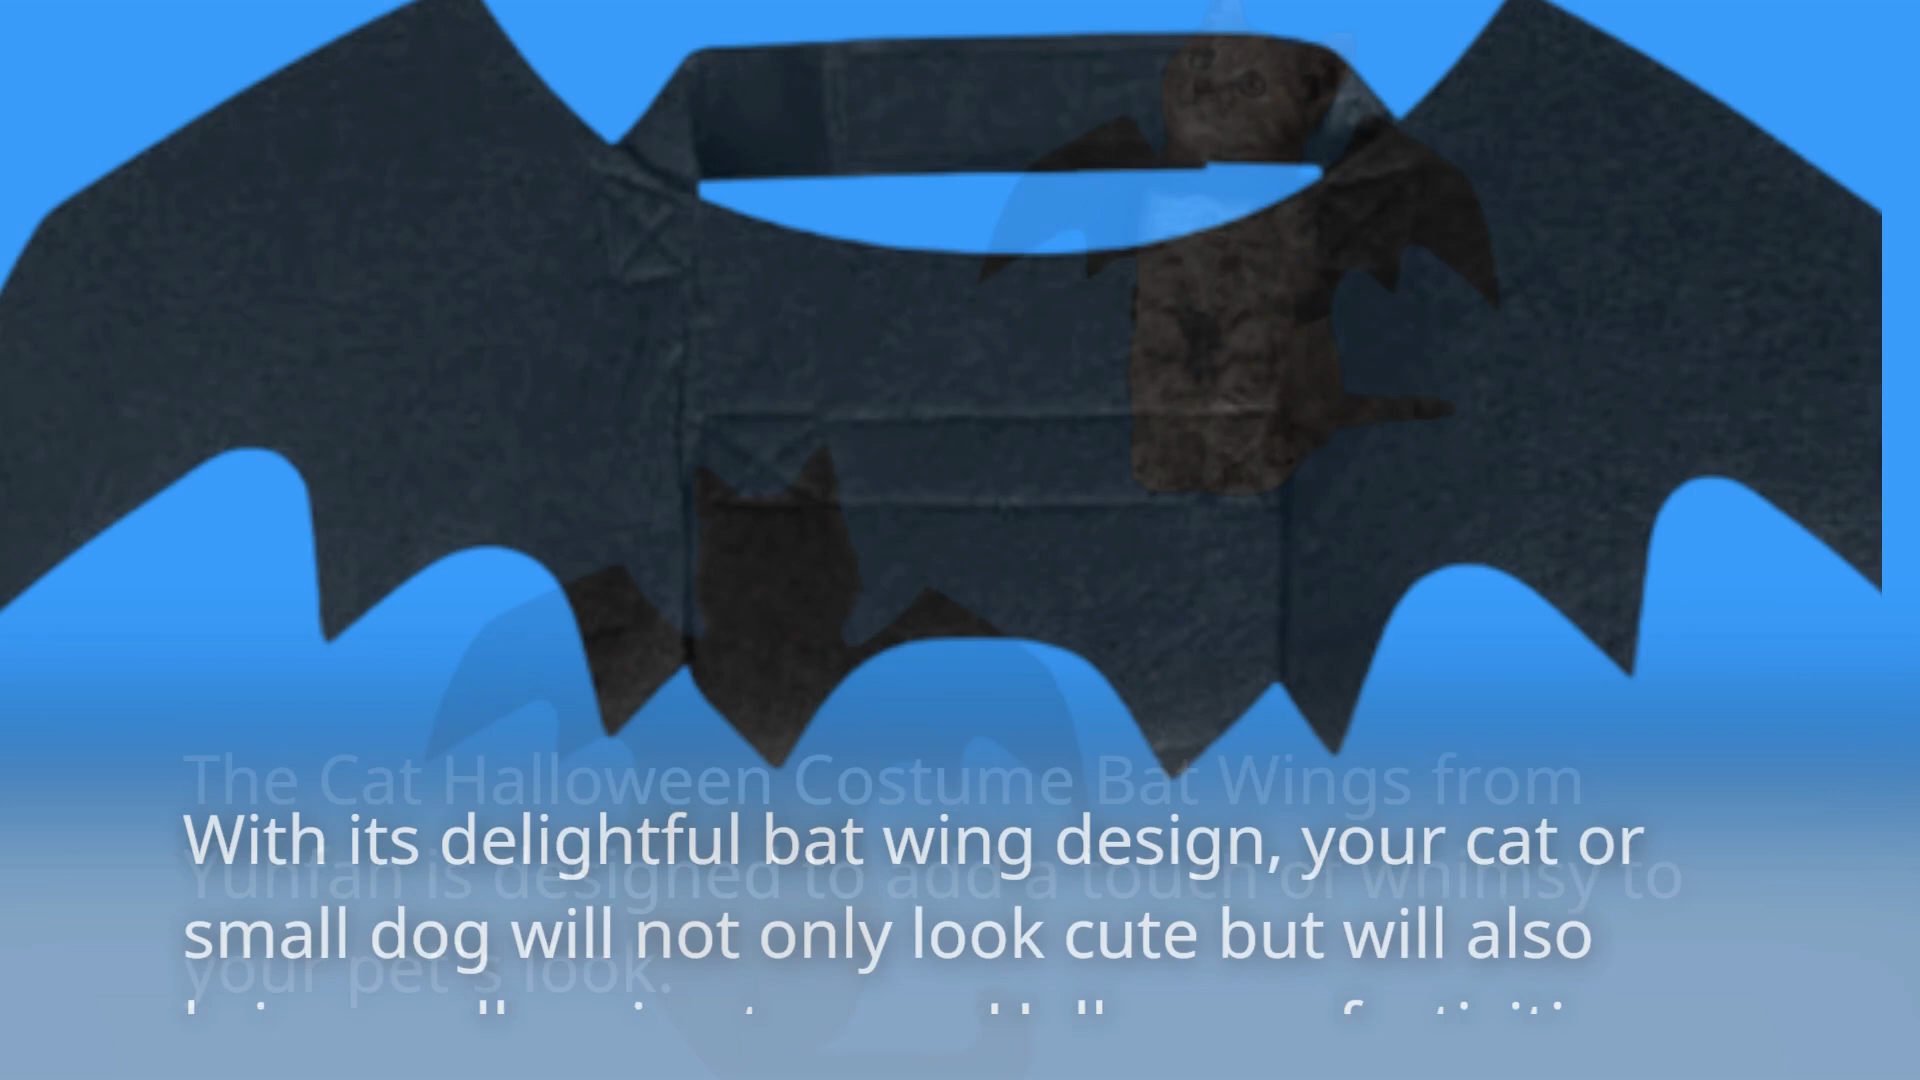 The Cat Halloween Costume Bat Wings from
With its delightful bat wing design, your cat or
Yunfan is designed to add a touch of whimsy to
small dog will not only look cute but will also
your pet's look.